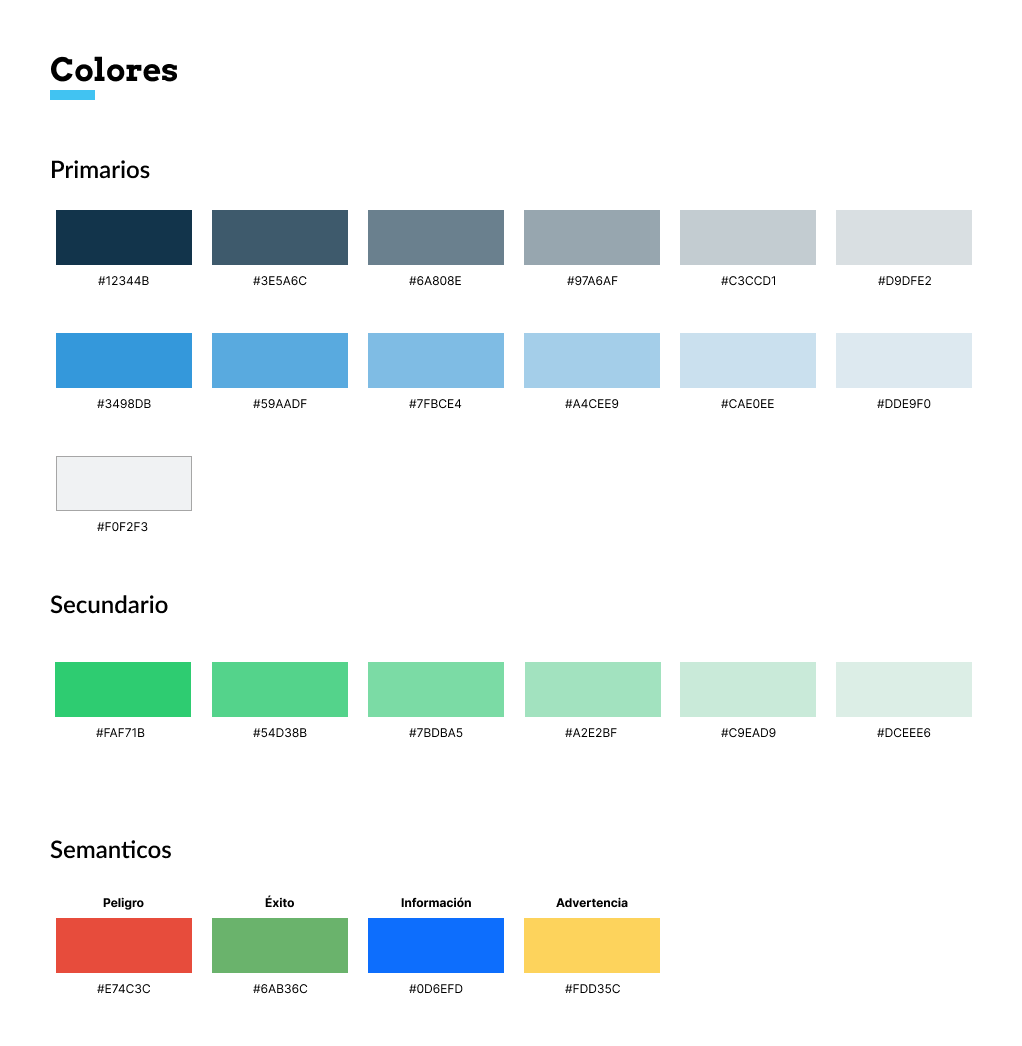 Colores
Primarios
#12344B #3E5A6C #6A808E #97A6AF #C3CCD1 #D9DFE2
#3498DB #59AADF #7FBCE4 #A4CEE9 #CAE0EE #DDE9F0
#F0F2F3
Secundario
#FAF71B #54D38B #7BDBA5 #A2E2BF #C9EAD9 #DCEEE6
Semanticos
Peligro Éxito Información Advertencia
#E74C3C #6AB36C #0D6EFD #FDD35C